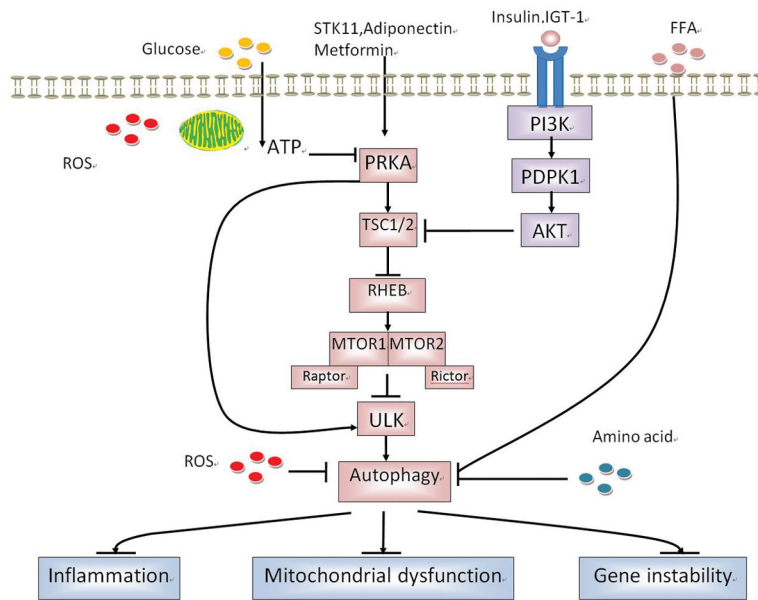 Insulin,IGT-1
STK11,Adiponectin
Metformin
Glucose
FFA
ROS
ATP
PRKA
PI3K
PDPK1
TSC1/2
AKT
RHEB
MTOR1
MTOR2
Raptor
Rictor
ULK
ROS
Autophagy
Amino acid
Inflammation
Mitochondrial dysfunction
Gene instability